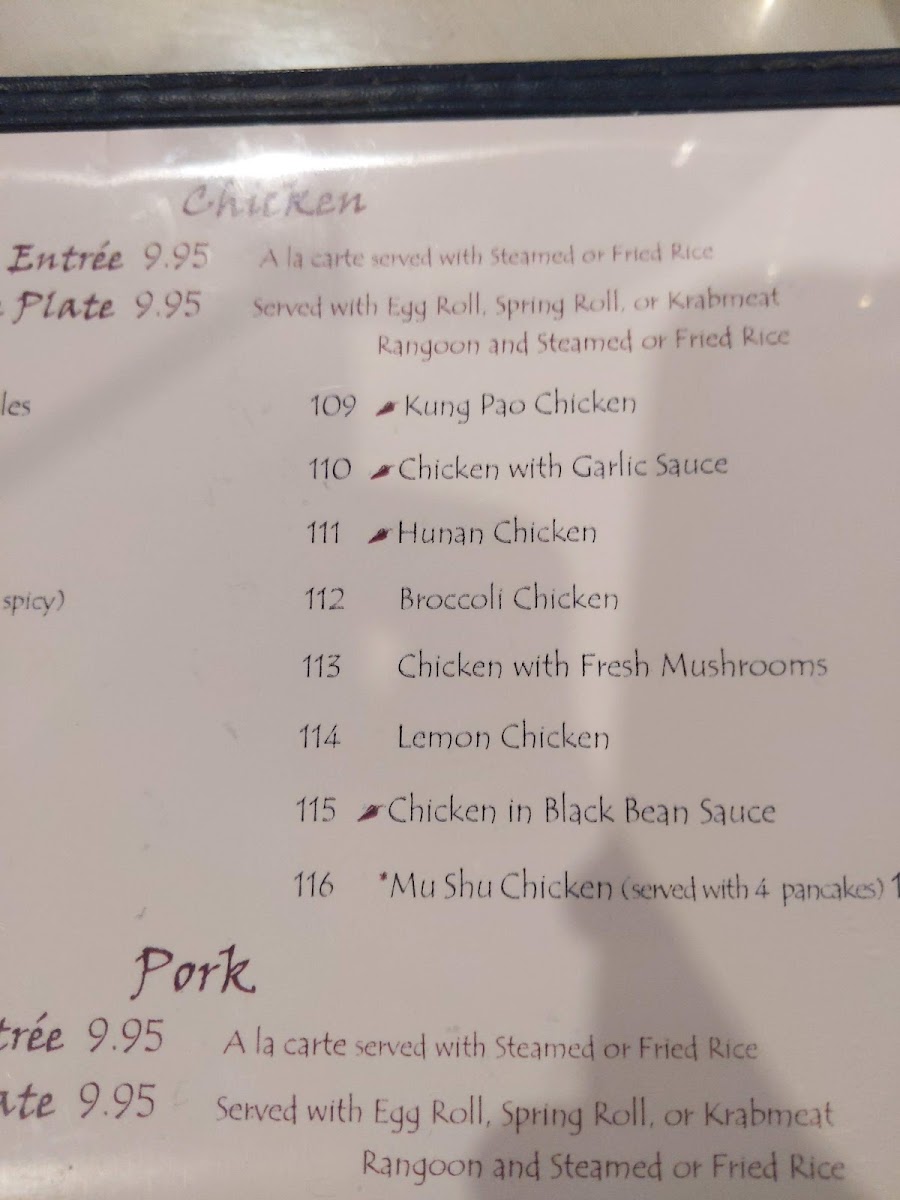 Chicken
Entrée 9.95 A la carte served with Steamed or Fried Rice
Plate 9.95 Served with Egg Roll, Spring Roll, or Krabmeat
Rangoon and Steamed or Fried Rice
les
109 Kung Pao Chicken
110 Chicken with Garlic Sauce
111 Hunan Chicken
spicy)
112 Broccoli Chicken
113 Chicken with Fresh Mushrooms
114 Lemon Chicken
115 Chicken in Black Bean Sauce
116 *Mu Shu Chicken (served with 4 pancakes) 1
Pork
trée 9.95 A la carte served with Steamed or Fried Rice
ate 9.95 Served with Egg Roll, Spring Roll, or Krabmeat
Rangoon and Steamed or Fried Rice